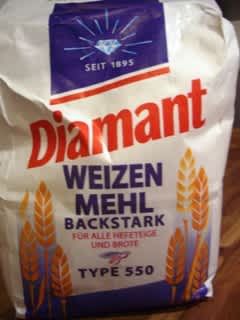 SEIT 1895
Diamant
WEIZEN
MEHL
BACKSTARK
FÜR ALLE HEFETEIGE
UND BROTE
TYPE 550